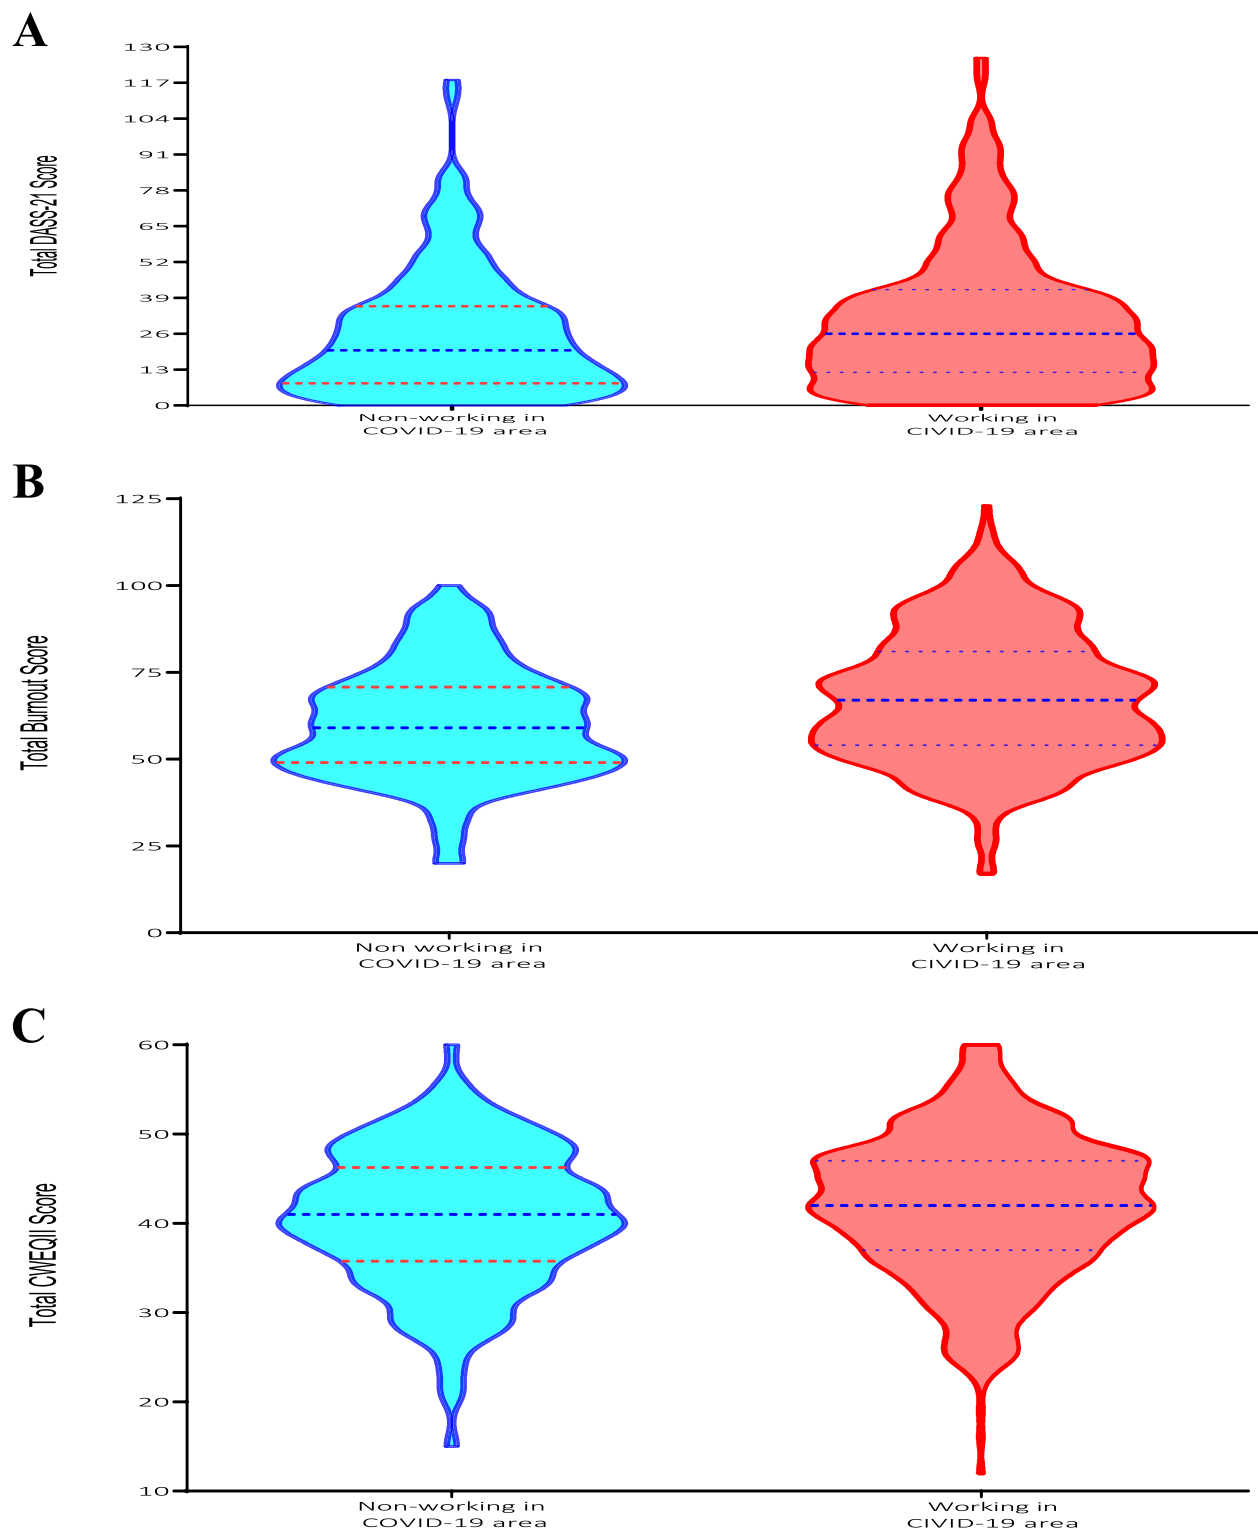 A
130
117
104
91
78
65
52
39
26
13
0
Total DASS-21 Score
Non-working in
COVID-19 area
Working in
CIVID-19 area
B
125
100
75
50
25
0
Total Burnout Score
Non working in
COVID-19 area
Working in
CIVID-19 area
C
60
50
40
30
20
10
Total CWEQII Score
Non-working in
COVID-19 area
Working in
CIVID-19 area